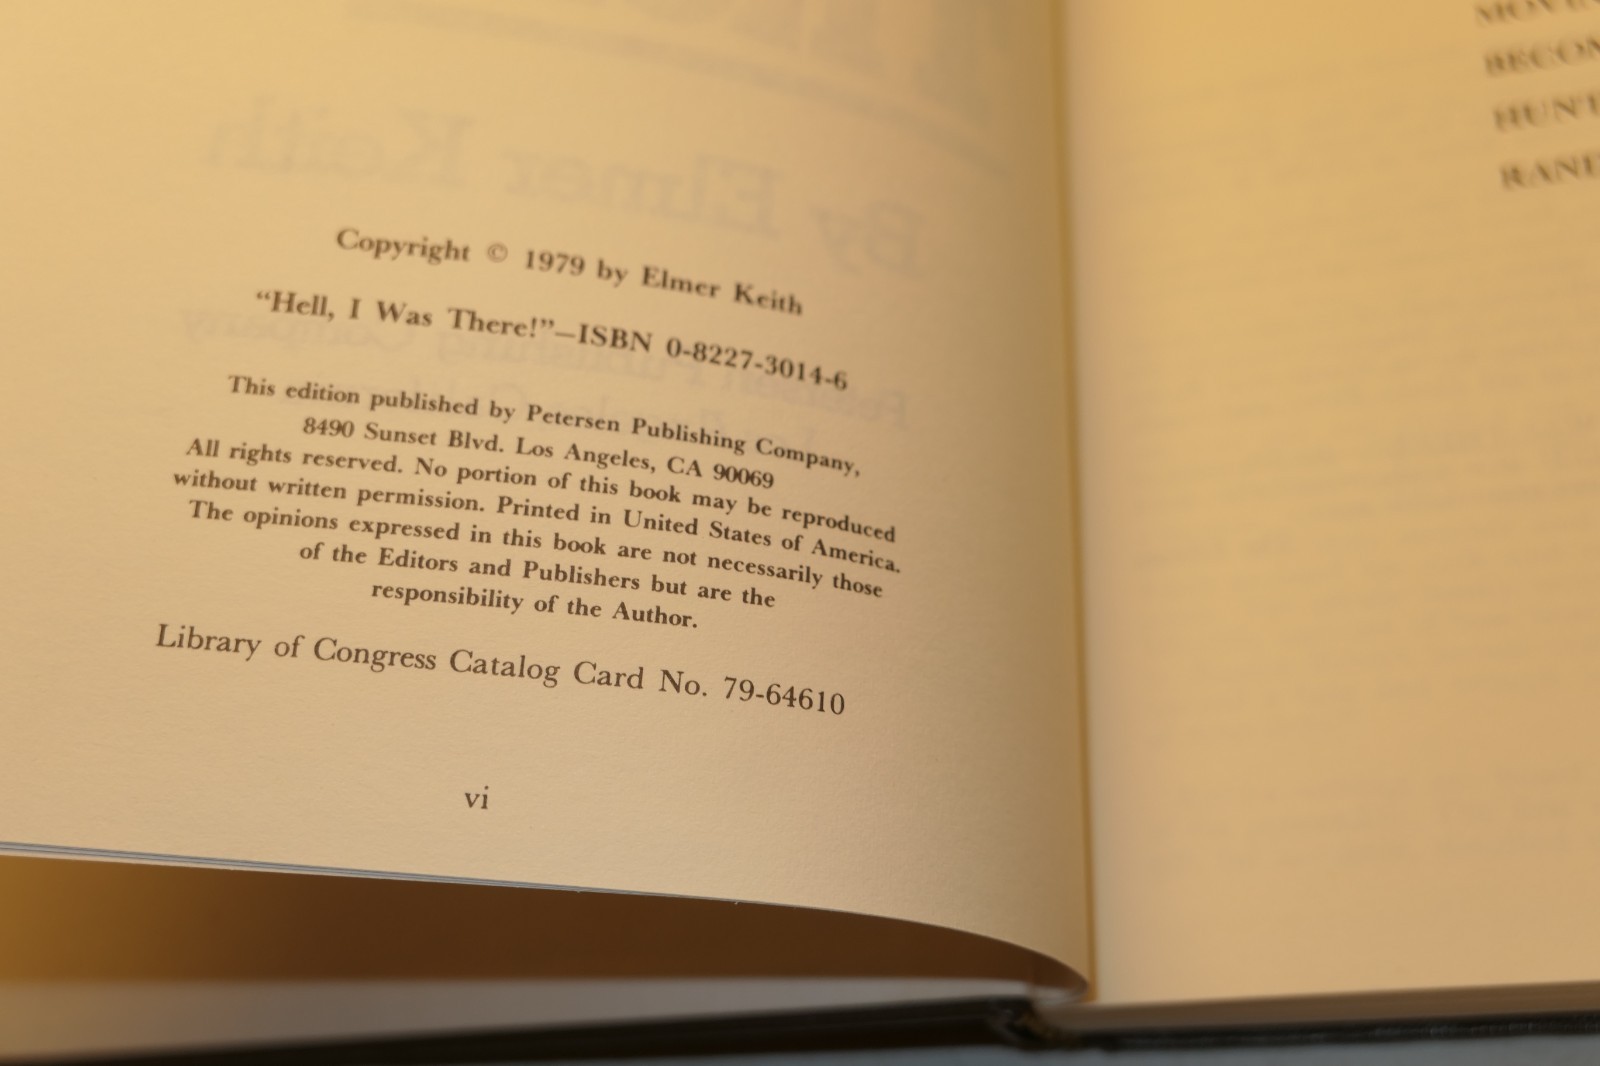 Copyright © 1979 by Elmer Keith
“Hell, I Was There!”—ISBN 0-8227-3014-6
This edition published by Petersen Publishing Company,
8490 Sunset Blvd. Los Angeles, CA 90069
All rights reserved. No portion of this book may be reproduced
without written permission. Printed in United States of America.
The opinions expressed in this book are not necessarily those
of the Editors and Publishers but are the
responsibility of the Author.
Library of Congress Catalog Card No. 79-64610
vi
By Elmer Keith